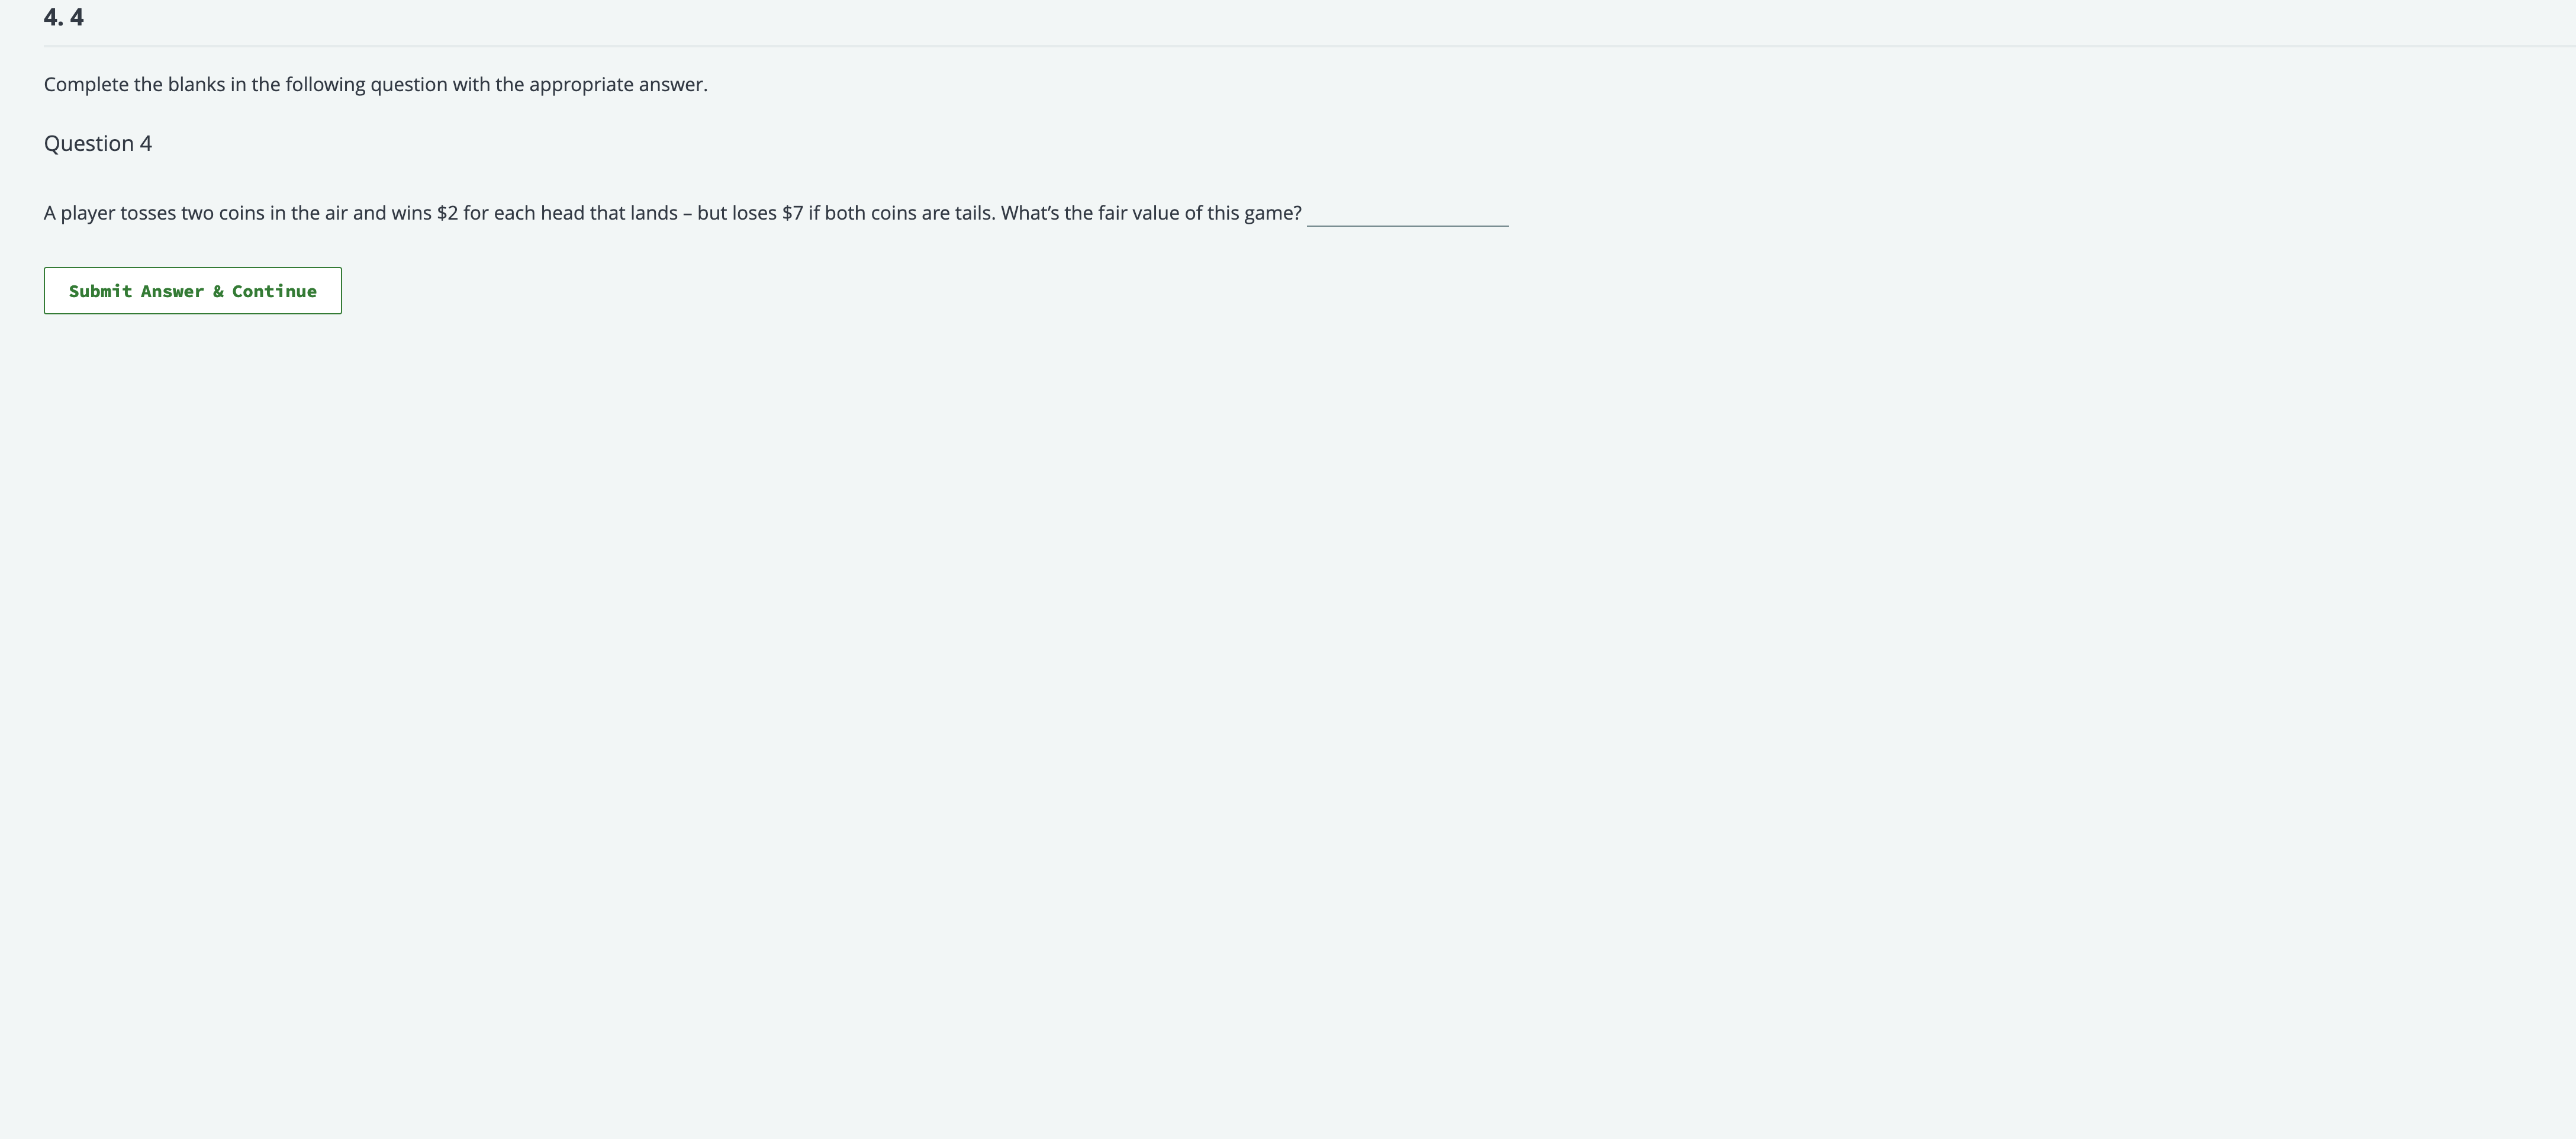 4. 4
Complete the blanks in the following question with the appropriate answer.
Question 4
A player tosses two coins in the air and wins $2 for each head that lands – but loses $7 if both coins are tails. What’s the fair value of this game?
Submit Answer & Continue